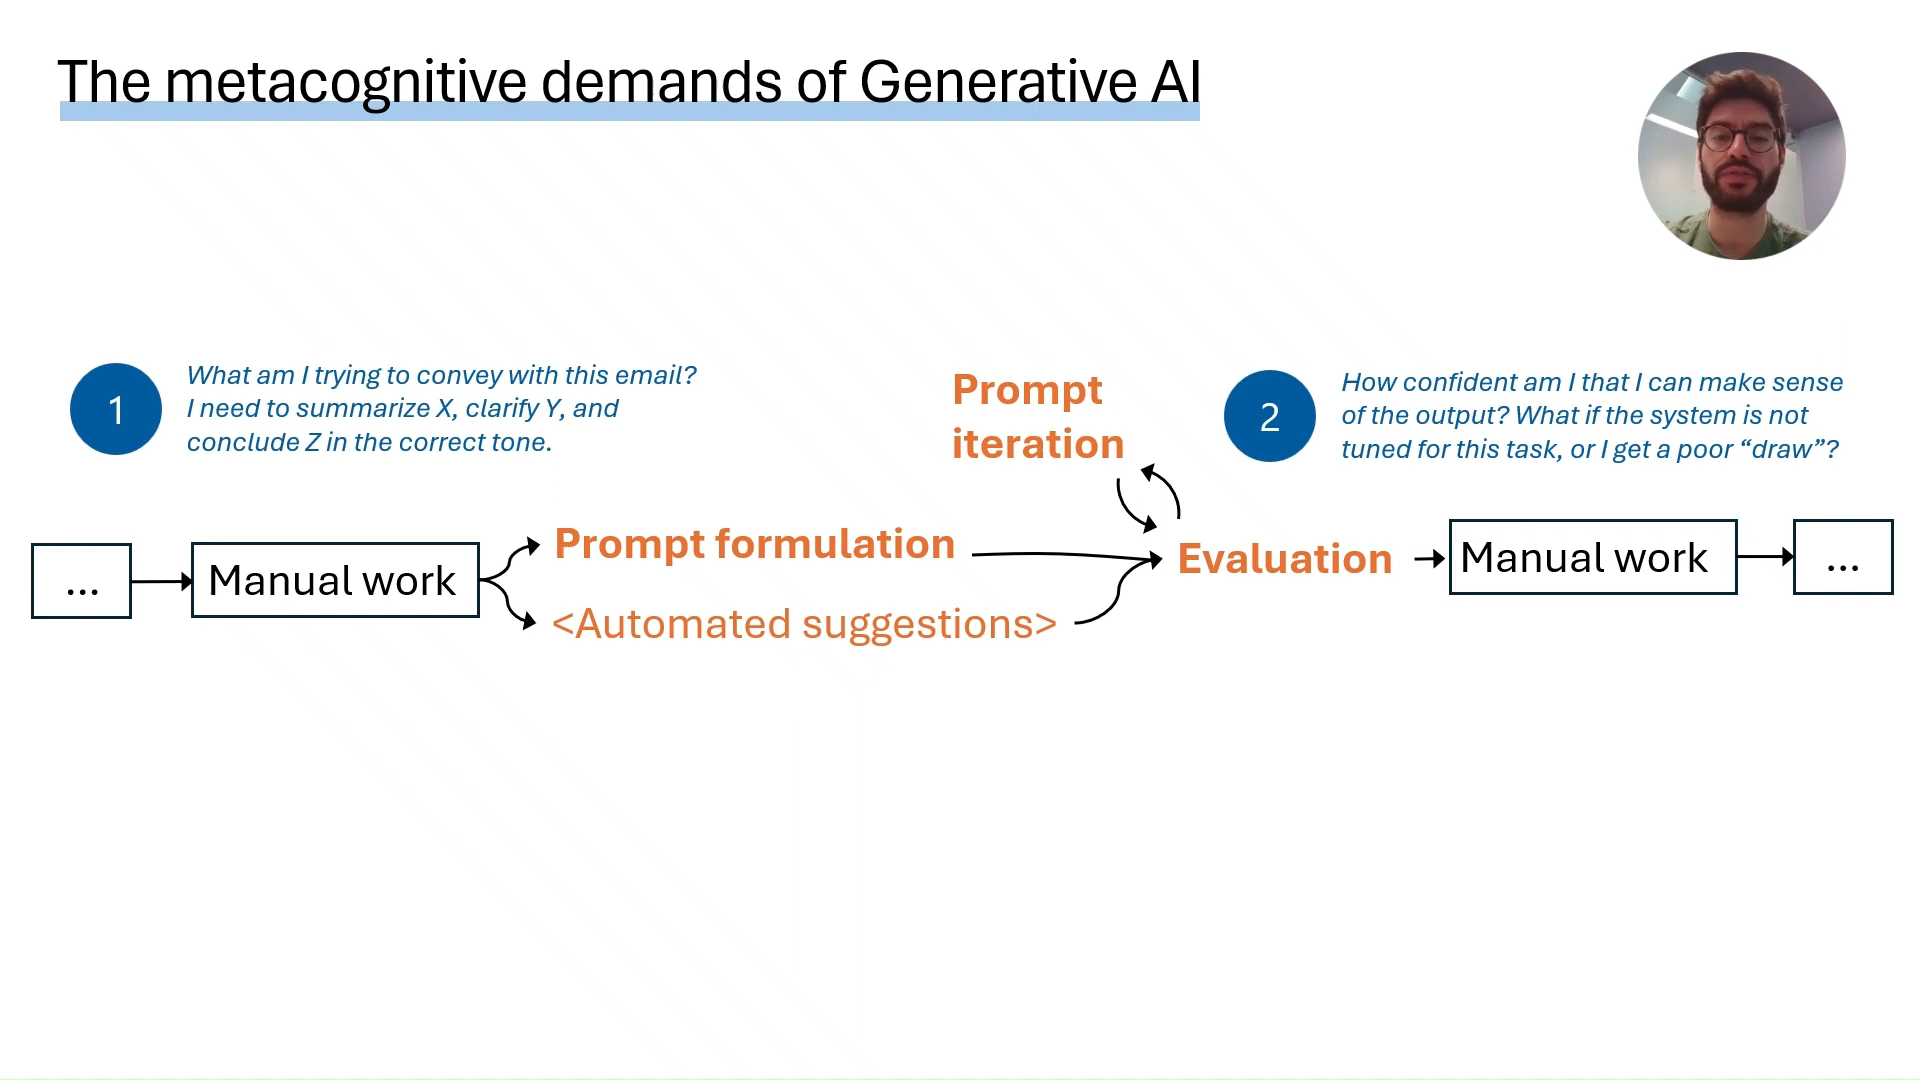 The metacognitive demands of Generative AI
1
What am I trying to convey with this email?
I need to summarize X, clarify Y, and
conclude Z in the correct tone.
Prompt
iteration
2
How confident am I that I can make sense
of the output? What if the system is not
tuned for this task, or I get a poor “draw”?
...
Manual work
Prompt formulation
<Automated suggestions>
Evaluation
Manual work
...